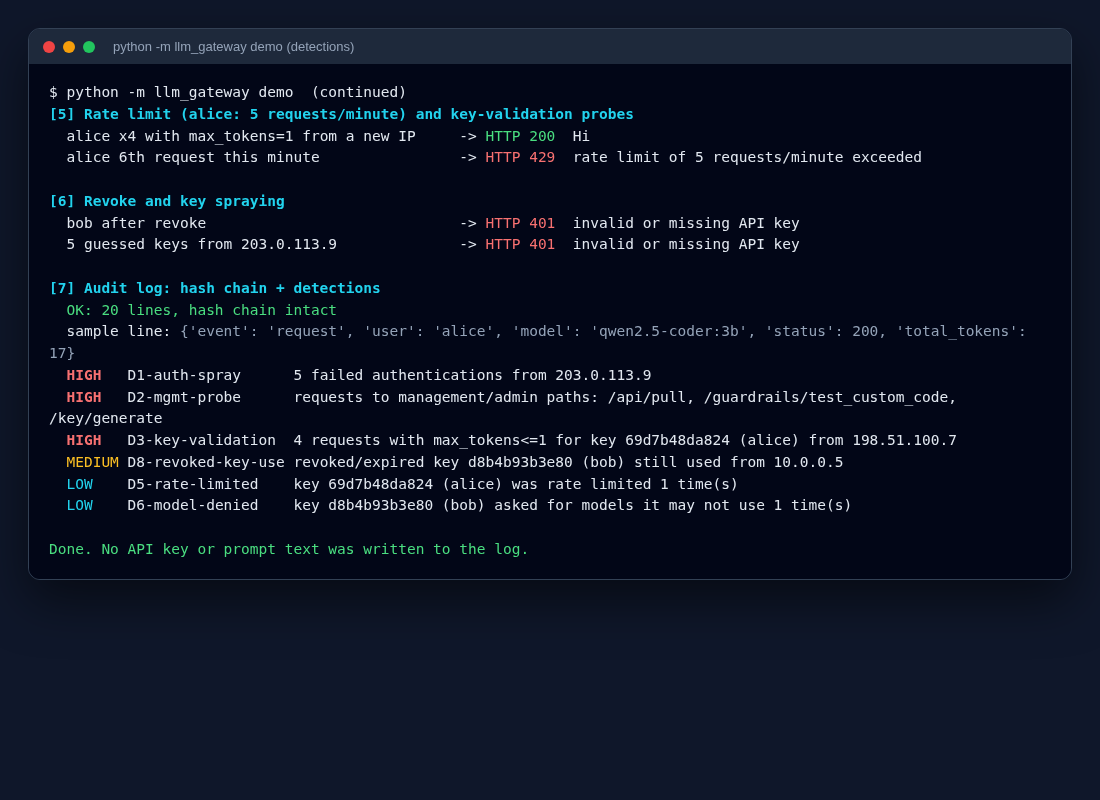 python -m llm_gateway demo (detections)
$ python -m llm_gateway demo  (continued)
[5] Rate limit (alice: 5 requests/minute) and key-validation probes
  alice x4 with max_tokens=1 from a new IP     -> HTTP 200  Hi
  alice 6th request this minute                -> HTTP 429  rate limit of 5 requests/minute exceeded
[6] Revoke and key spraying
  bob after revoke                             -> HTTP 401  invalid or missing API key
  5 guessed keys from 203.0.113.9              -> HTTP 401  invalid or missing API key
[7] Audit log: hash chain + detections
  OK: 20 lines, hash chain intact
  sample line: {'event': 'request', 'user': 'alice', 'model': 'qwen2.5-coder:3b', 'status': 200, 'total_tokens':
17}
  HIGH   D1-auth-spray      5 failed authentications from 203.0.113.9
  HIGH   D2-mgmt-probe      requests to management/admin paths: /api/pull, /guardrails/test_custom_code,
/key/generate
  HIGH   D3-key-validation  4 requests with max_tokens<=1 for key 69d7b48da824 (alice) from 198.51.100.7
  MEDIUM D8-revoked-key-use revoked/expired key d8b4b93b3e80 (bob) still used from 10.0.0.5
  LOW    D5-rate-limited    key 69d7b48da824 (alice) was rate limited 1 time(s)
  LOW    D6-model-denied    key d8b4b93b3e80 (bob) asked for models it may not use 1 time(s)
Done. No API key or prompt text was written to the log.